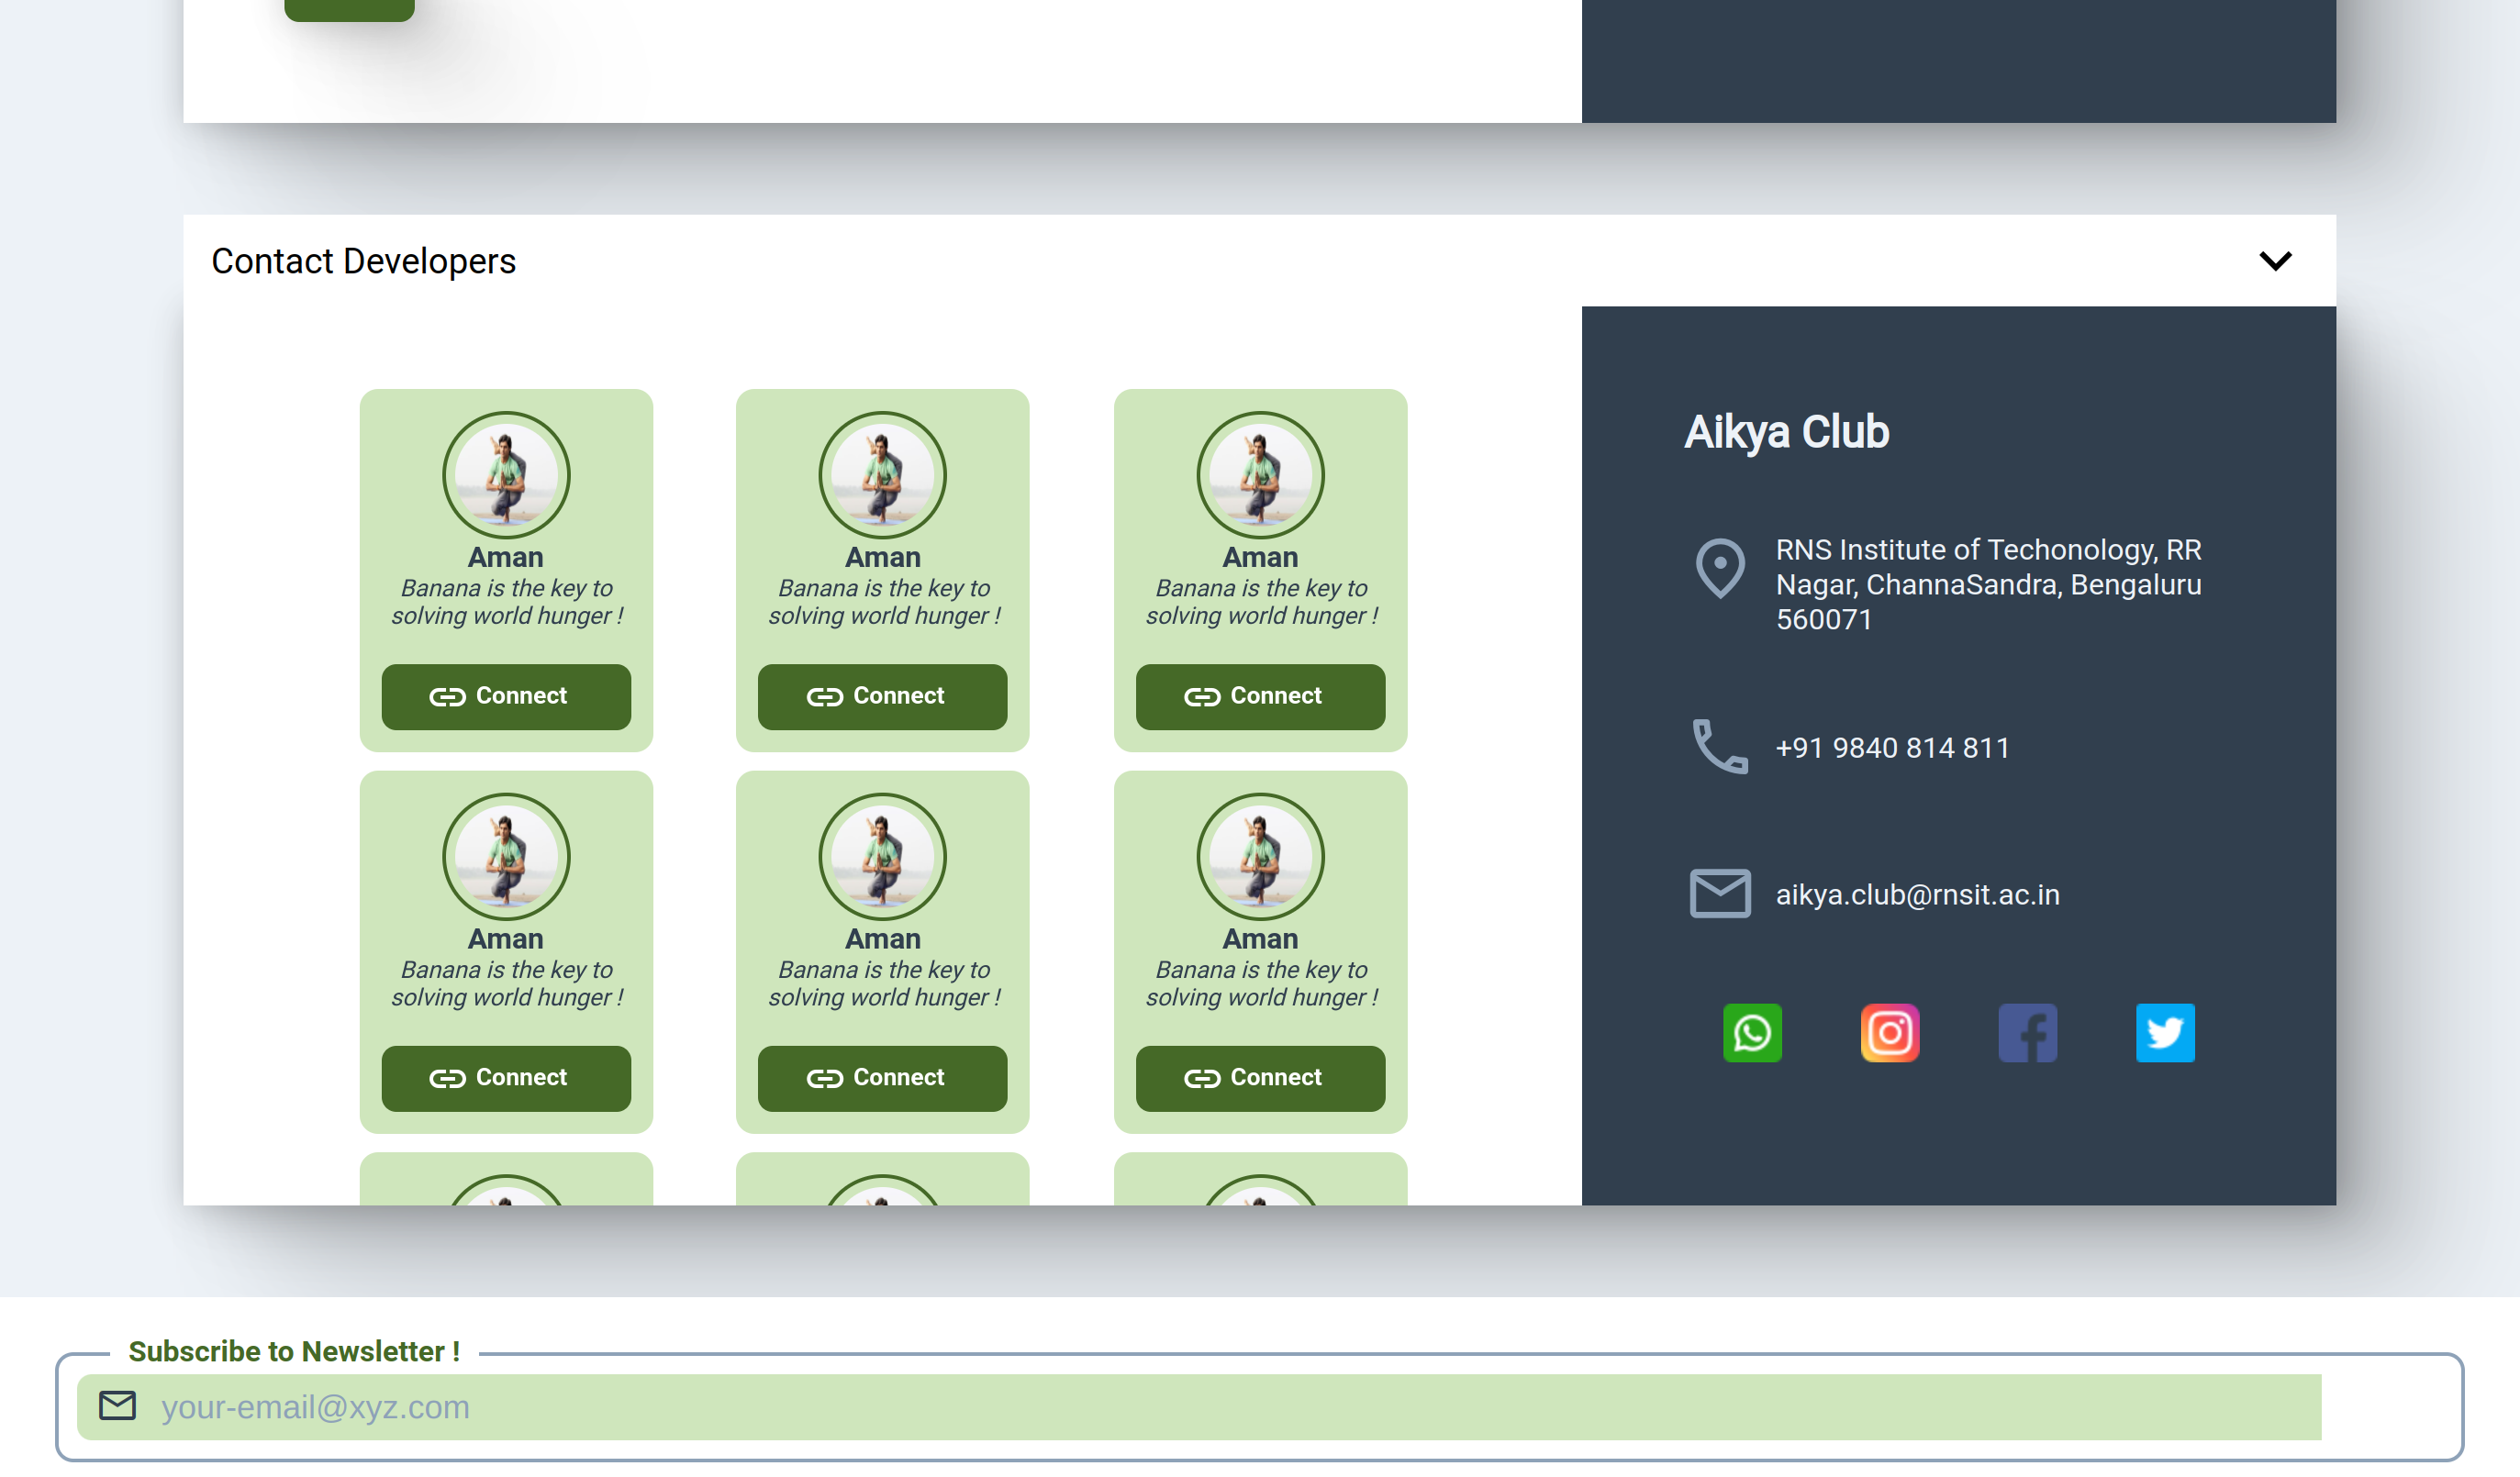 Contact Developers
Aman
Banana is the key to
solving world hunger !
Connect
Aman
Banana is the key to
solving world hunger !
Connect
Aman
Banana is the key to
solving world hunger !
Connect
Aman
Banana is the key to
solving world hunger !
Connect
Aman
Banana is the key to
solving world hunger !
Connect
Aman
Banana is the key to
solving world hunger !
Connect
Aikya Club
RNS Institute of Techonology, RR
Nagar, ChannaSandra, Bengaluru
560071
+91 9840 814 811
aikya.club@rnsit.ac.in
Subscribe to Newsletter !
your-email@xyz.com